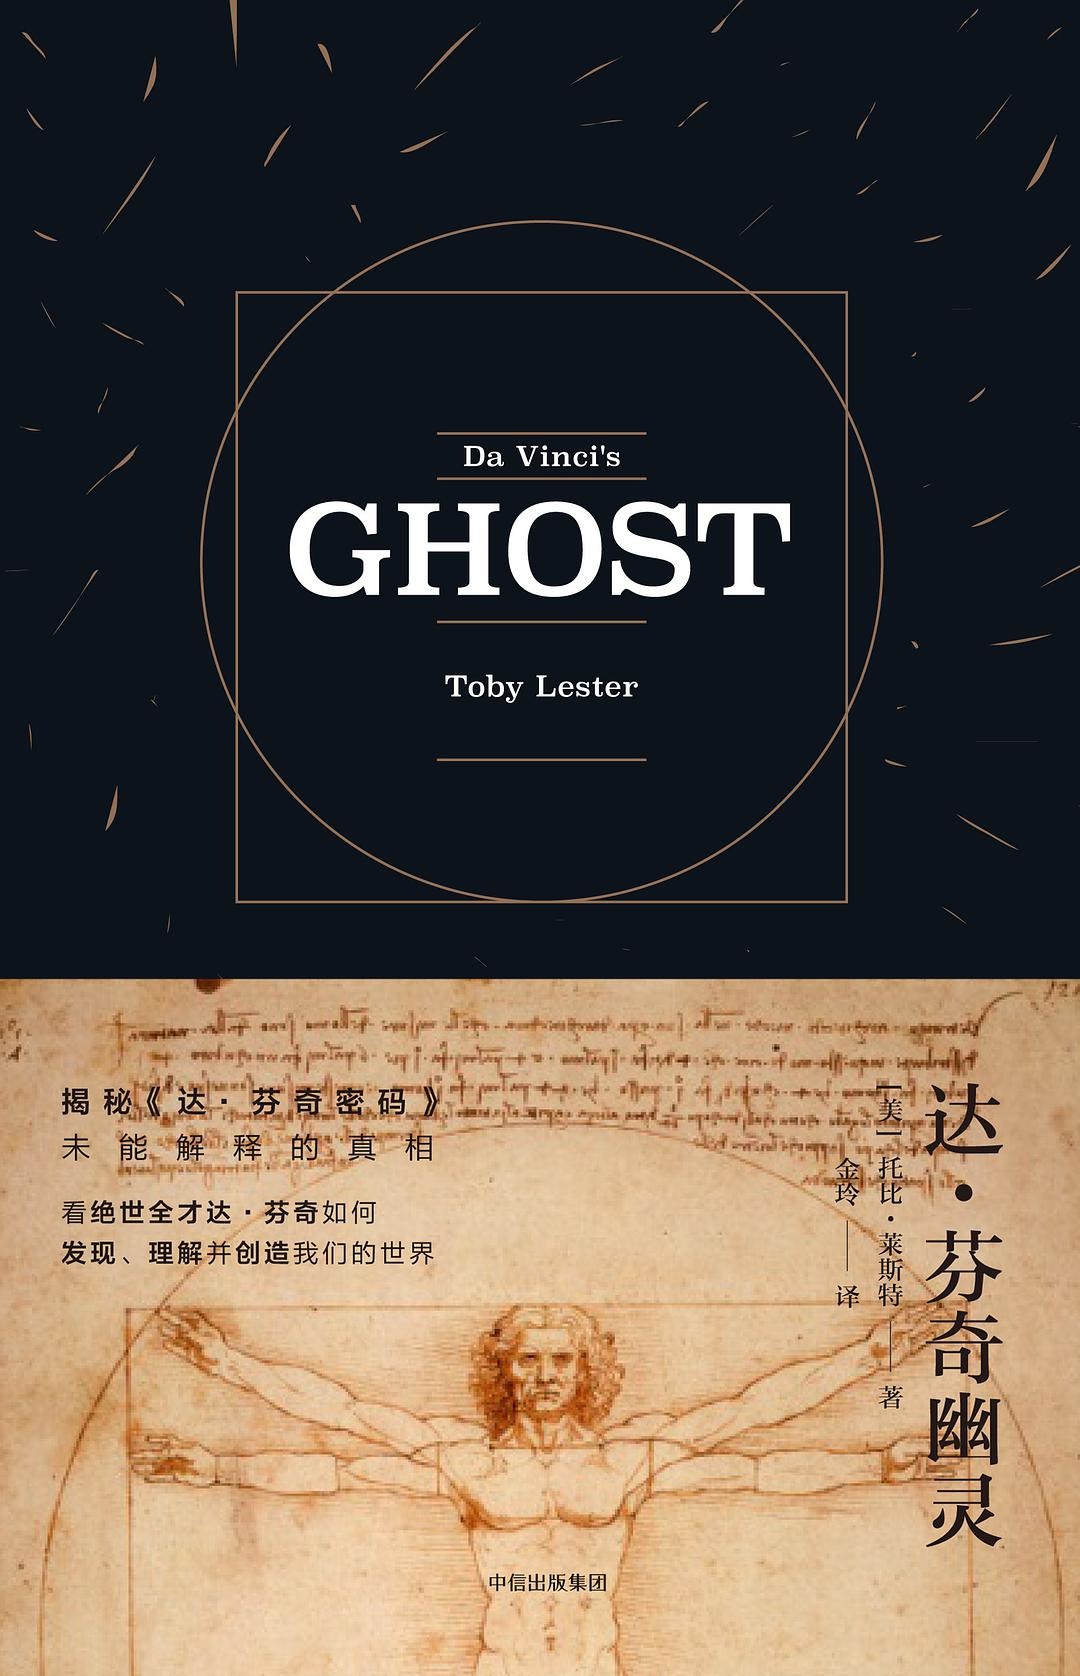 Da Vinci's
GHOST
Toby Lester
达·芬奇幽灵
[美]托比·莱斯特——著
金玲——译
揭秘《达·芬奇密码》
未能解释的真相
看绝世全才达·芬奇如何
发现、理解并创造我们的世界
中信出版集团